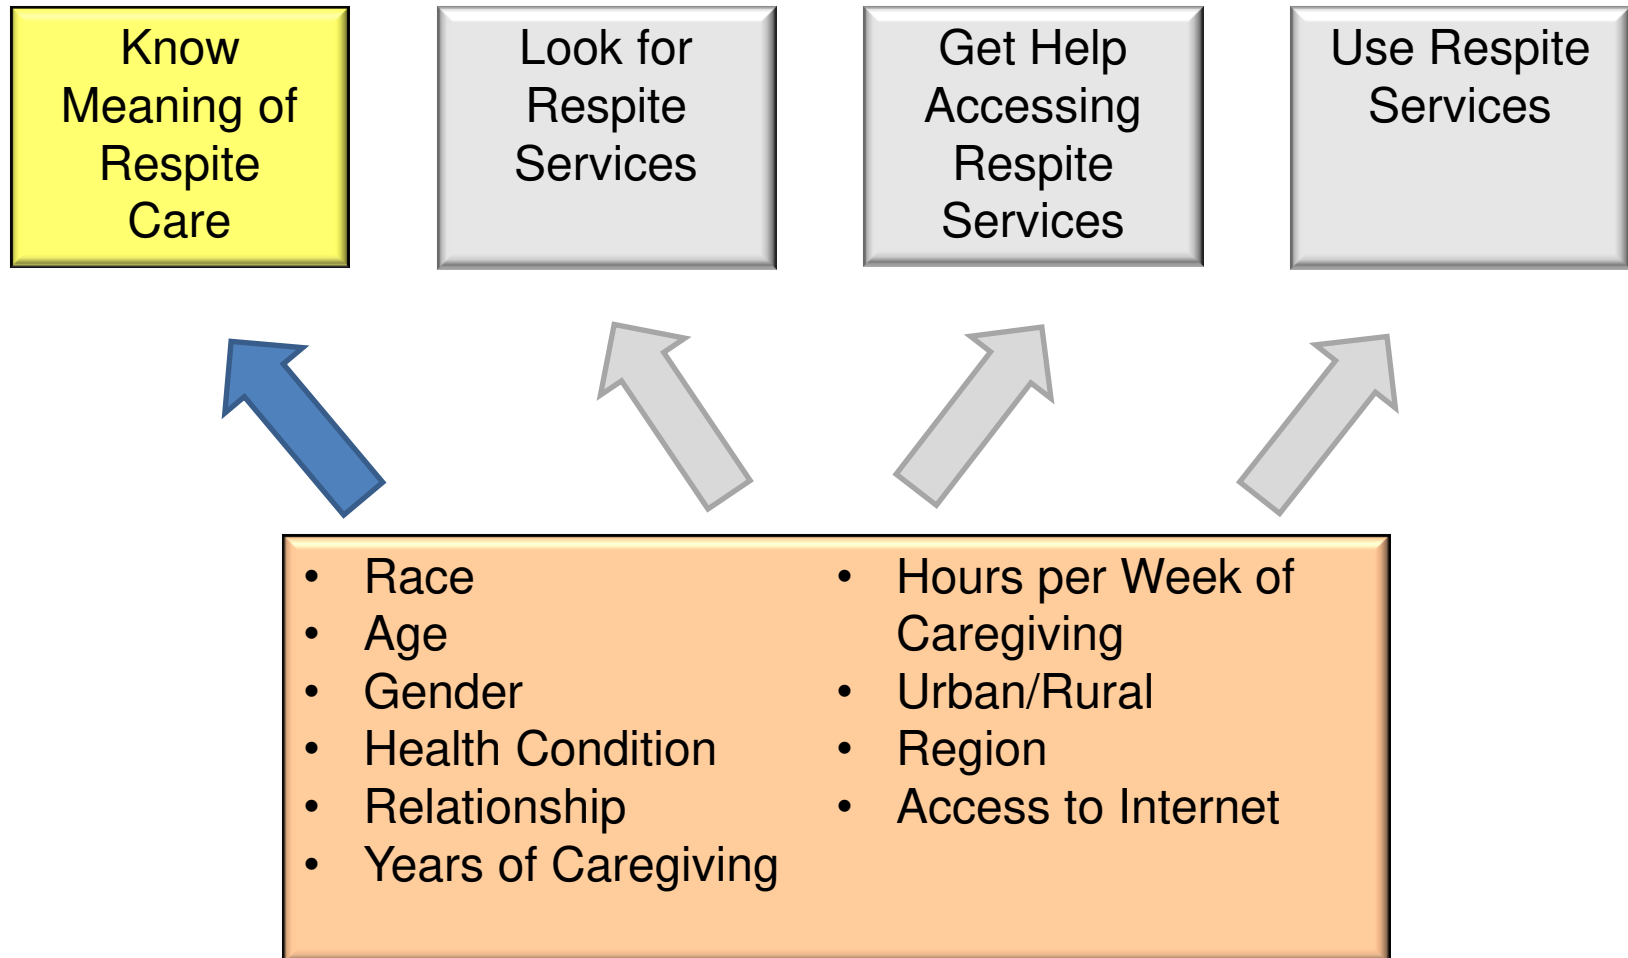 Know
Meaning of
Respite
Care
Look for
Respite
Services
Get Help
Accessing
Respite
Services
Use Respite
Services
• Race
• Age
• Gender
• Health Condition
• Relationship
• Years of Caregiving
• Hours per Week of
Caregiving
• Urban/Rural
• Region
• Access to Internet